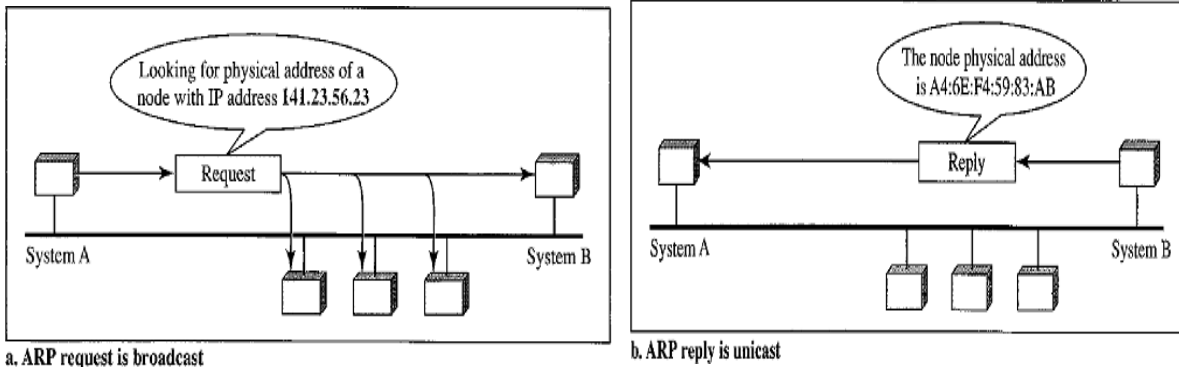 Looking for physical address of a
node with IP address 141.23.56.23
Request
System A
System B
a. ARP request is broadcast
The node physical address
is A4:6E:F4:59:83:AB
Reply
System A
System B
b. ARP reply is unicast